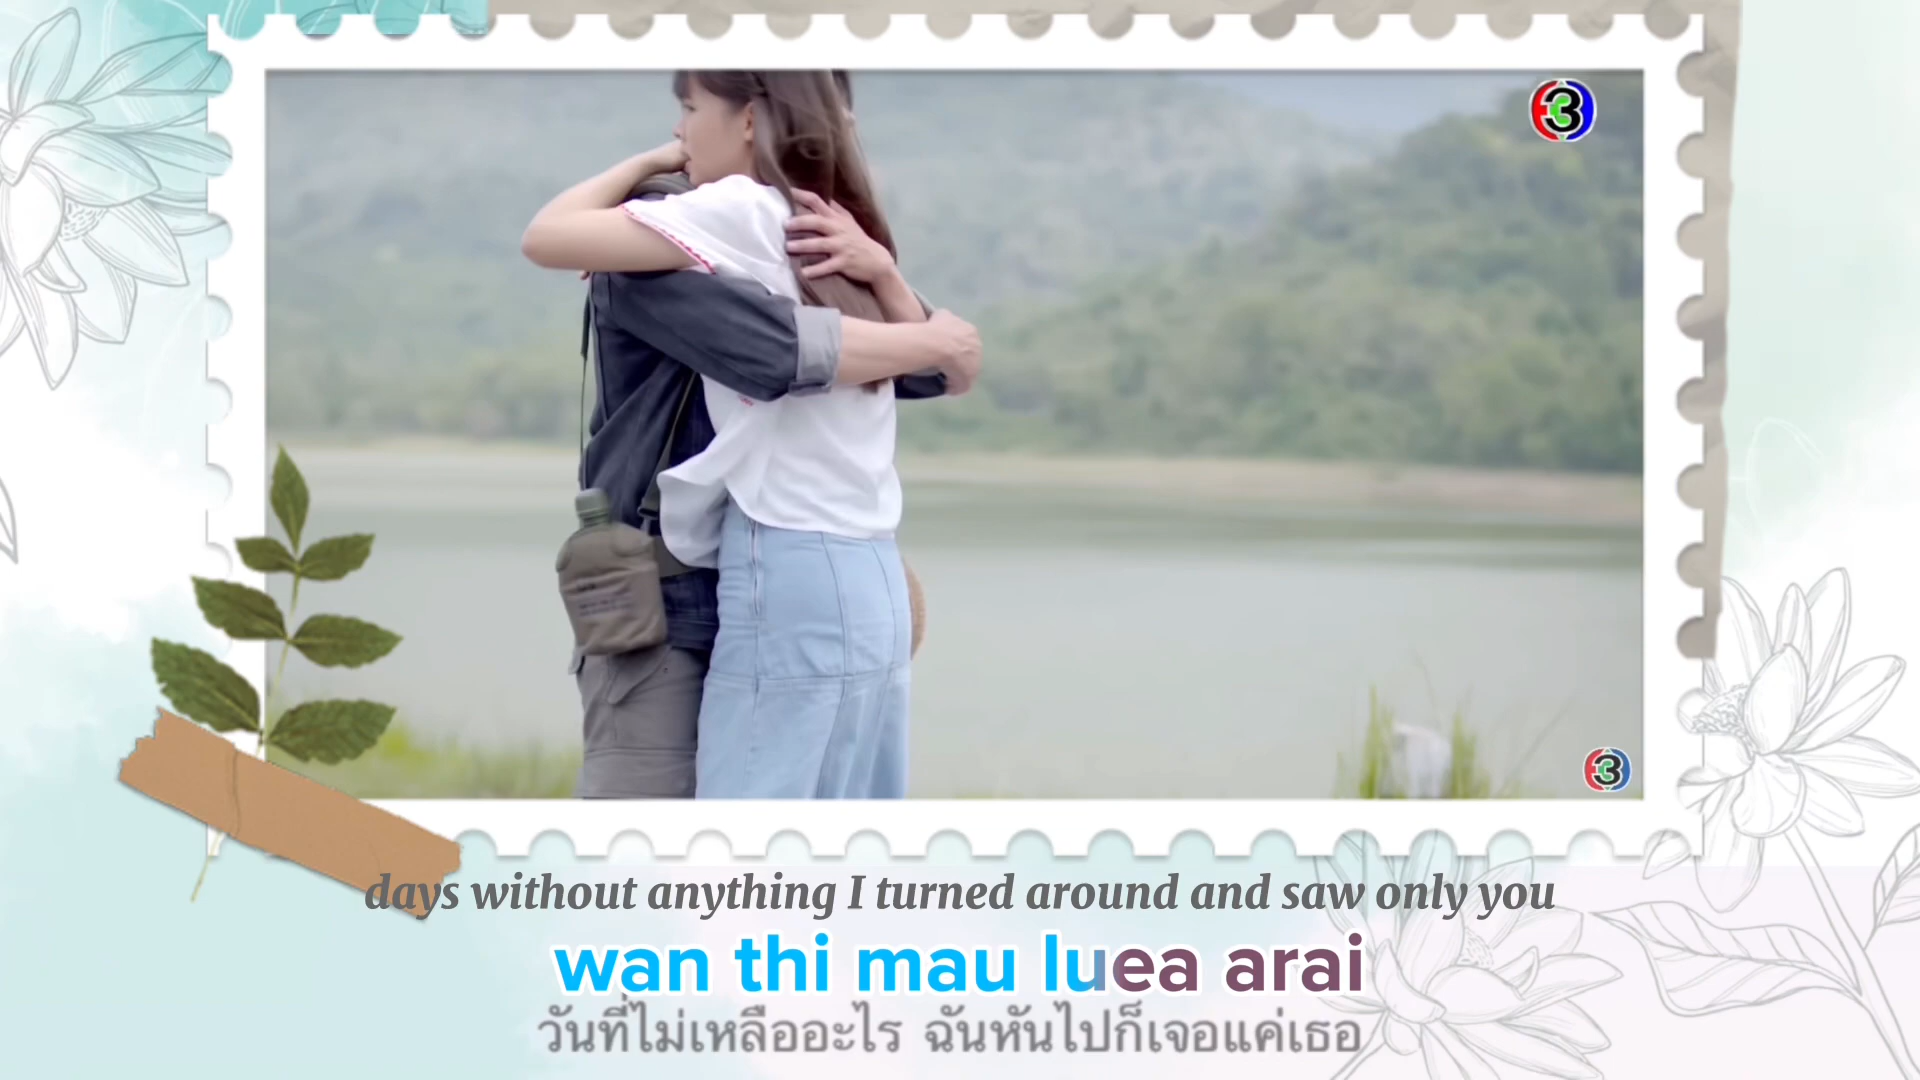 3
3
days without anything I turned around and saw only you
wan thi mau luea arai
วันที่ไม่เหลืออะไร ฉันหันไปก็เจอแค่เธอ